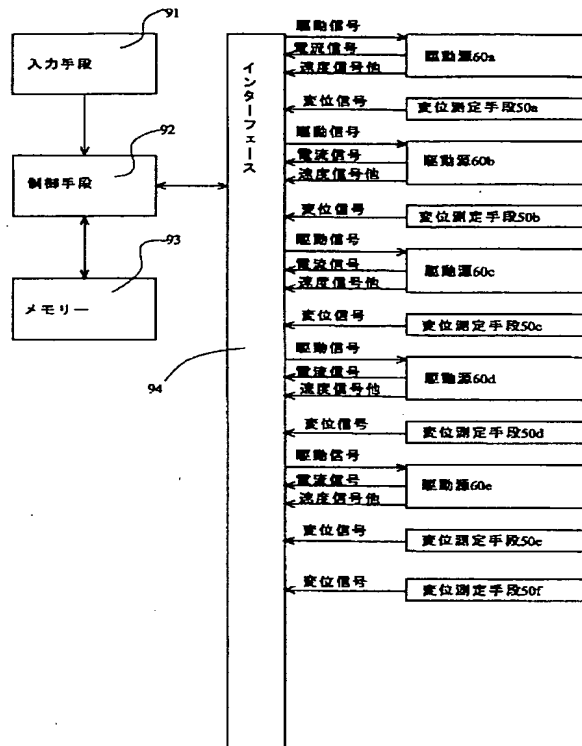 91
入力手段
92
制御手段
93
メモリー
94
インターフェース
駆動信号
電流信号
速度信号他
駆動源60a
変位信号
変位測定手段50a
駆動信号
電流信号
速度信号他
駆動源60b
変位信号
変位測定手段50b
駆動信号
電流信号
速度信号他
駆動源60c
変位信号
変位測定手段50c
駆動信号
電流信号
速度信号他
駆動源60d
変位信号
変位測定手段50d
駆動信号
電流信号
速度信号他
駆動源60e
変位信号
変位測定手段50e
変位信号
変位測定手段50f